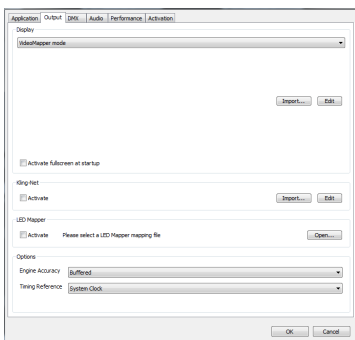 Application Output DMX Audio Performance Activation
Display
VideoMapper mode
Import... Edit
Activate fullscreen at startup
Kling-Net
Activate Import... Edit
LED Mapper
Activate Please select a LED Mapper mapping file Open...
Options
Engine Accuracy Buffered
Timing Reference System Clock
OK Cancel